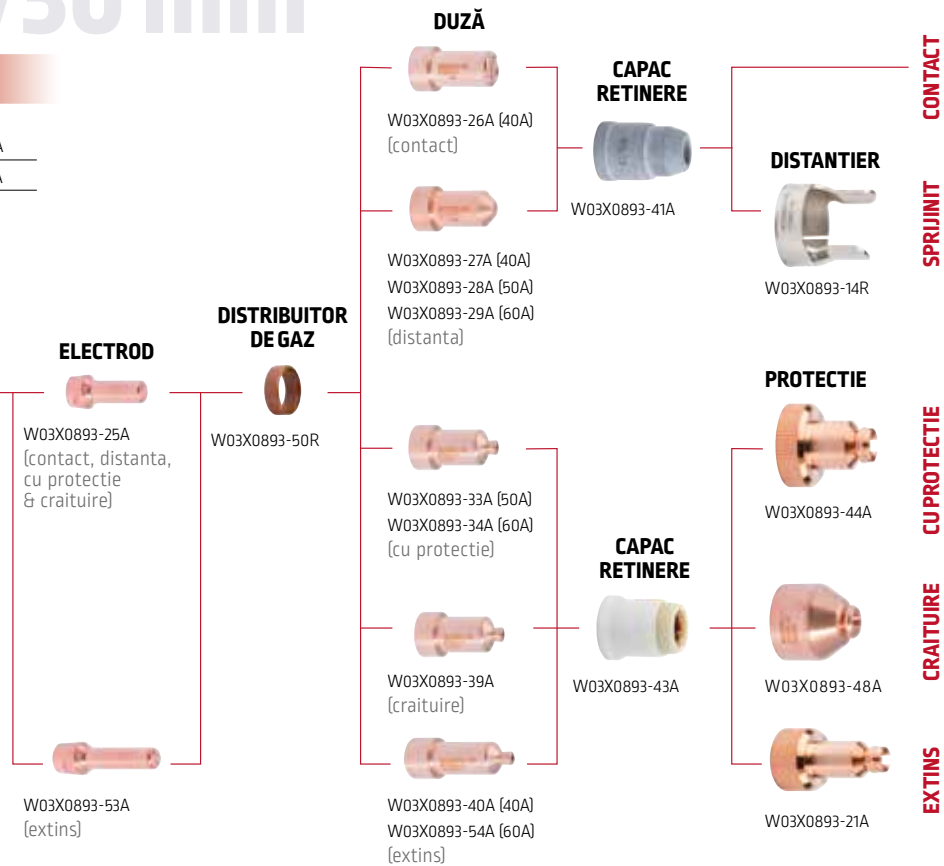 /30 mm
A
A
DUZĂ
W03X0893-26A (40A)
(contact)
W03X0893-27A (40A)
W03X0893-28A (50A)
W03X0893-29A (60A)
(distanta)
CAPAC
RETINERE
W03X0893-41A
DISTANTIER
W03X0893-14R
CONTACT
SPRIJINIT
ELECTROD
W03X0893-25A
(contact, distanta,
cu protectie
& craituire)
W03X0893-53A
(extins)
DISTRIBUITOR
DE GAZ
W03X0893-50R
W03X0893-33A (50A)
W03X0893-34A (60A)
(cu protectie)
W03X0893-39A
(craituire)
W03X0893-40A (40A)
W03X0893-54A (60A)
(extins)
CAPAC
RETINERE
W03X0893-43A
PROTECTIE
W03X0893-44A
W03X0893-48A
W03X0893-21A
CU PROTECTIE
CRAITUIRE
EXTINS